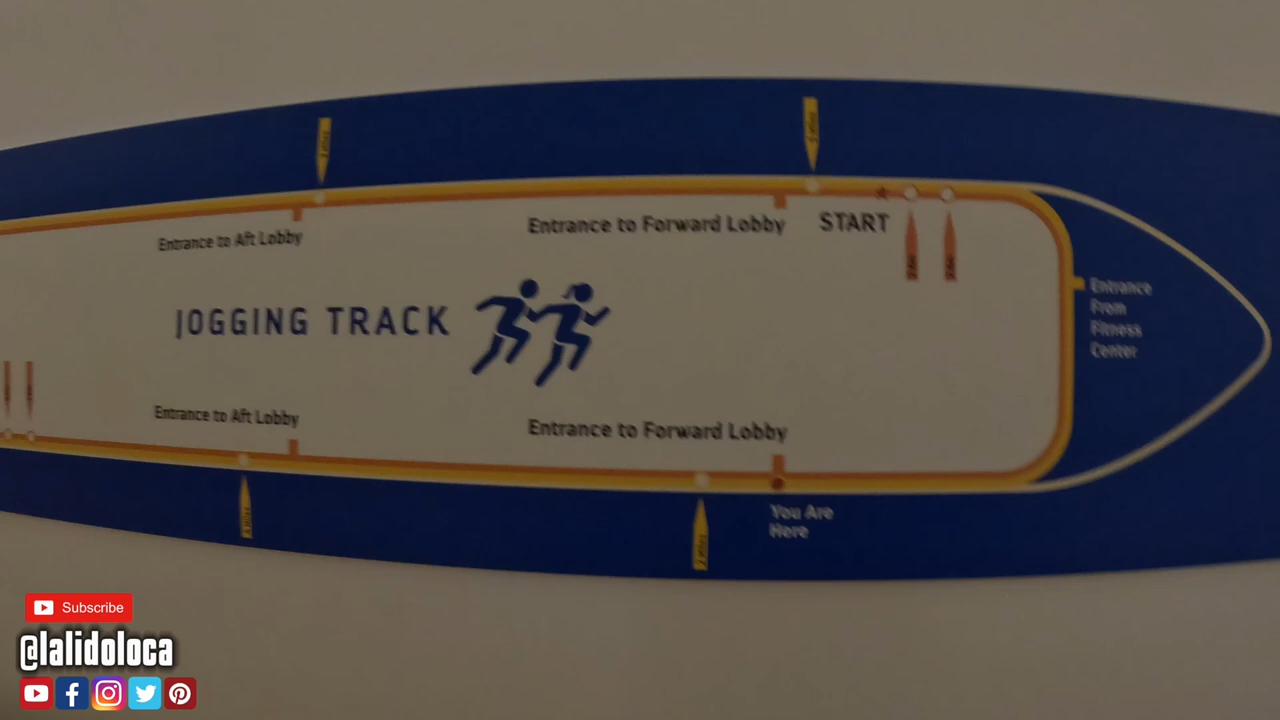 Entrance to Aft Lobby
Entrance to Forward Lobby
START
JOGGING TRACK
Entrance
From
Fitness
Center
Entrance to Aft Lobby
Entrance to Forward Lobby
You Are
Here
Subscribe
@lalidoloca